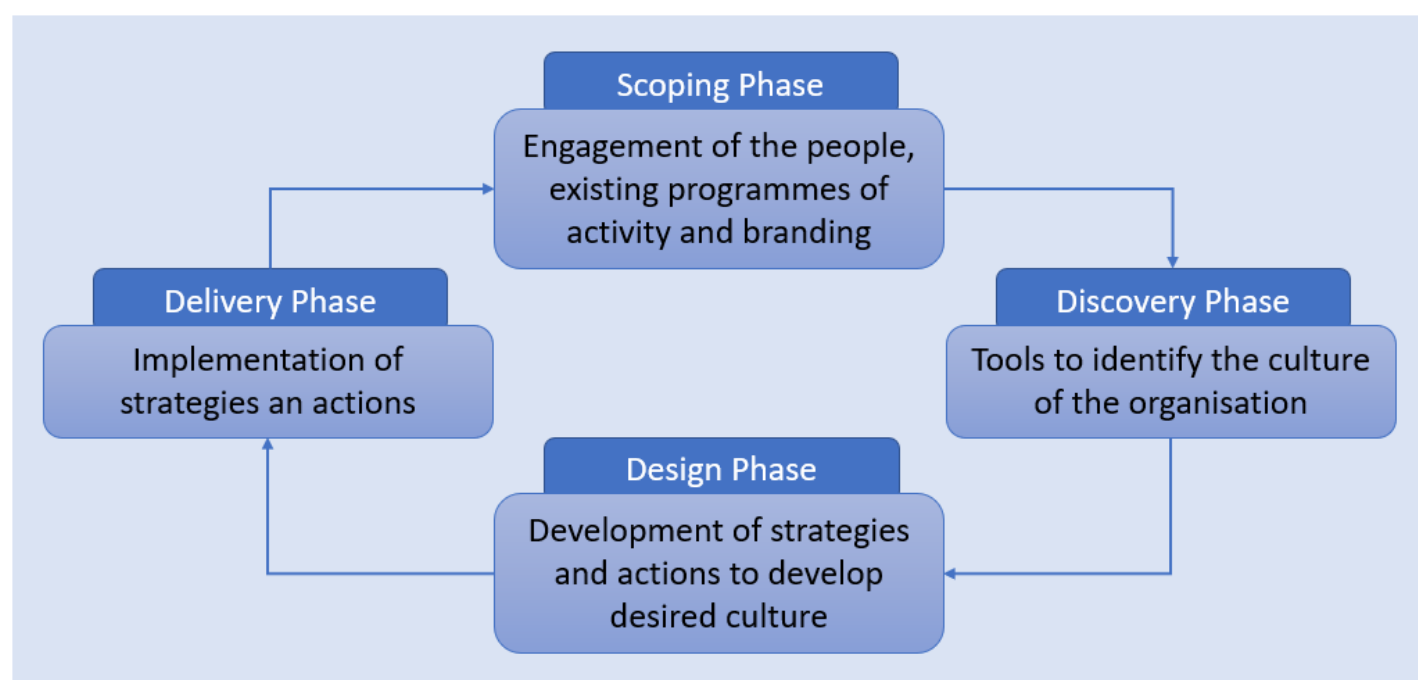 Scoping Phase
Engagement of the people,
existing programmes of
activity and branding
Delivery Phase
Implementation of
strategies an actions
Discovery Phase
Tools to identify the culture
of the organisation
Design Phase
Development of strategies
and actions to develop
desired culture